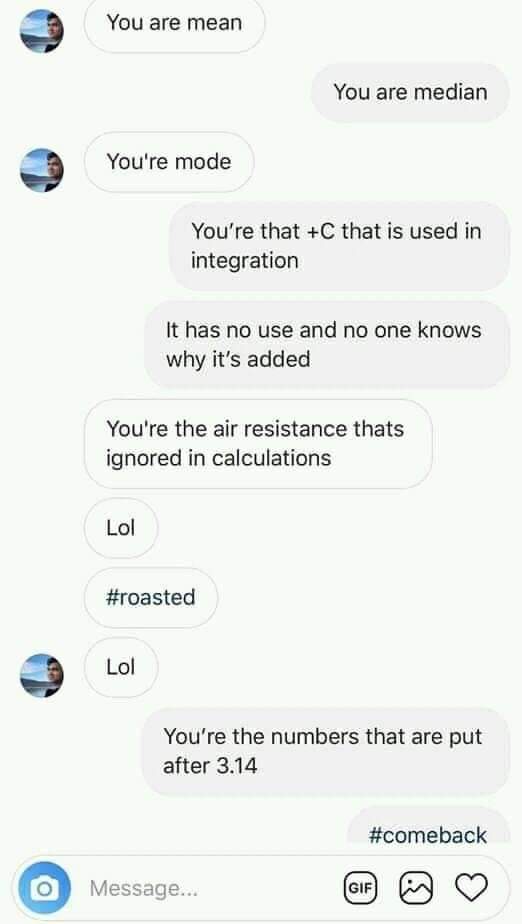 You are mean
You are median
You're mode
You’re that +C that is used in
integration
It has no use and no one knows
why it’s added
You're the air resistance thats
ignored in calculations
Lol
#roasted
Lol
You’re the numbers that are put
after 3.14
#comeback
Message...
GIF